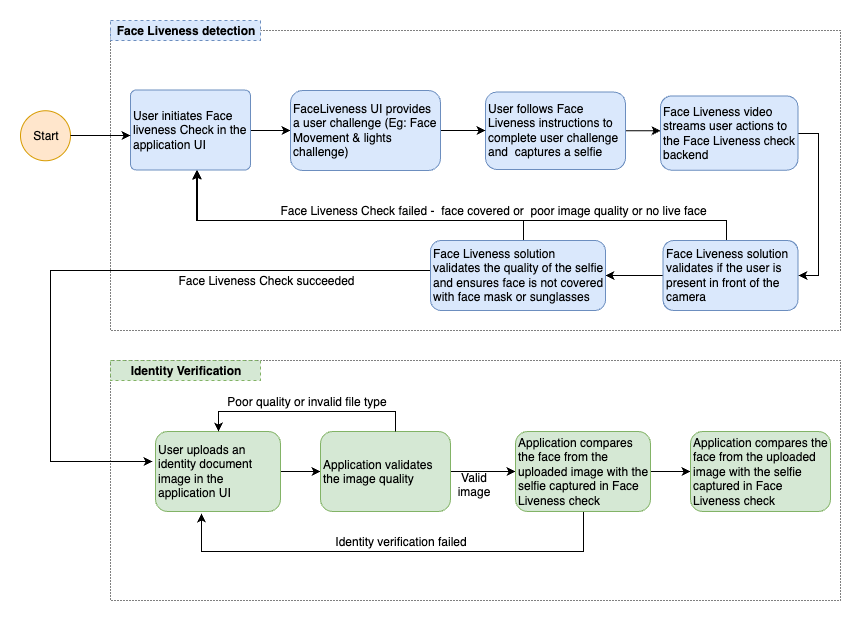 Face Liveness detection
Start
User initiates Face
liveness Check in the
application UI
FaceLiveness UI provides
a user challenge (Eg: Face
Movement & lights
challenge)
User follows Face
Liveness instructions to
complete user challenge
and captures a selfie
Face Liveness video
streams user actions to
the Face Liveness check
backend
Face Liveness Check failed - face covered or poor image quality or no live face
Face Liveness solution
validates the quality of the selfie
and ensures face is not covered
with face mask or sunglasses
Face Liveness solution
validates if the user is
present in front of the
camera
Face Liveness Check succeeded
Identity Verification
Poor quality or invalid file type
User uploads an
identity document
image in the
application UI
Application validates
the image quality
Valid
image
Application compares
the face from the
uploaded image with the
selfie captured in Face
Liveness check
Application compares the
face from the uploaded
image with the selfie
captured in Face
Liveness check
Identity verification failed